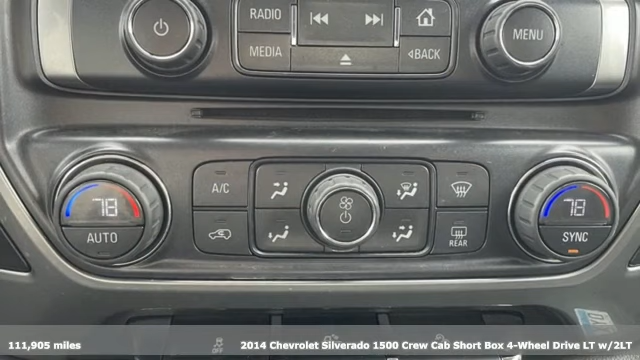 RADIO
MEDIA
BACK
MENU
A/C
78
AUTO
REAR
78
SYNC
111,905 miles
2014 Chevrolet Silverado 1500 Crew Cab Short Box 4-Wheel Drive LT w/2LT